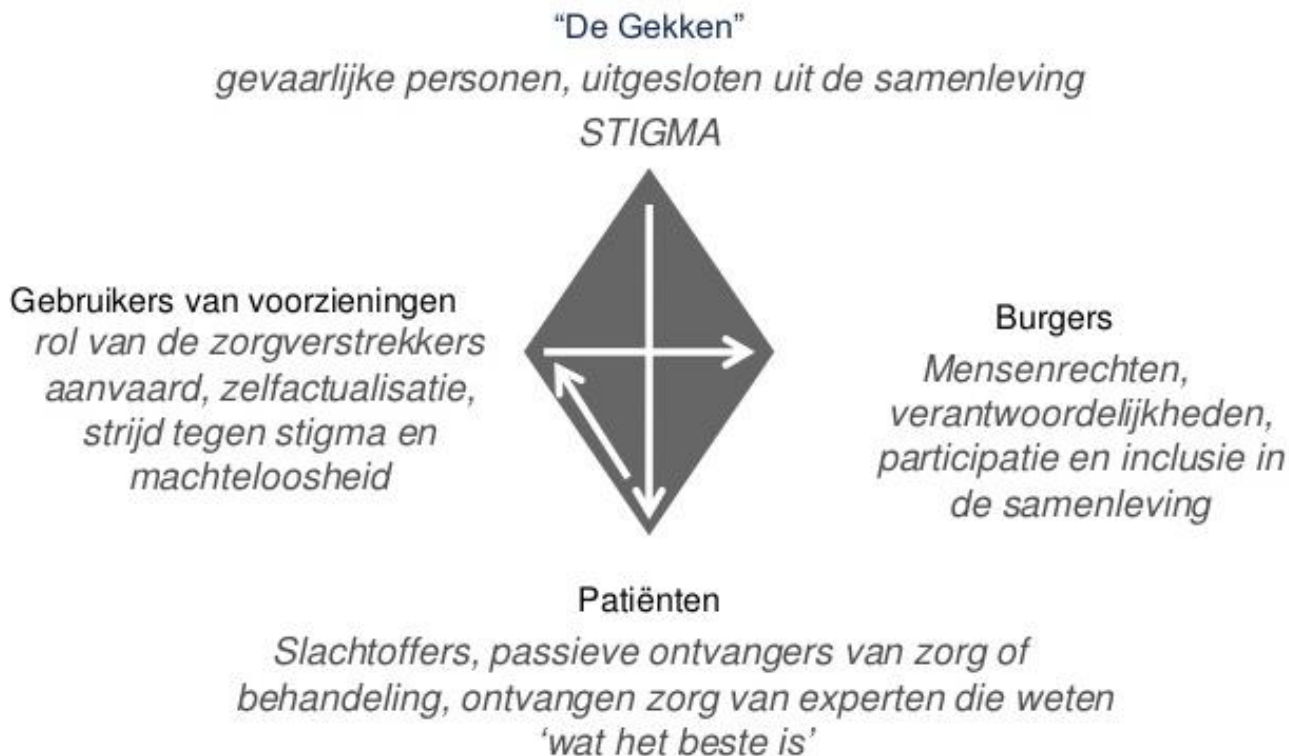 “De Gekken”
gevaarlijke personen, uitgesloten uit de samenleving
STIGMA
Gebruikers van voorzieningen
rol van de zorgverstrekkers
aanvaard, zelfactualisatie,
strijd tegen stigma en
machteloosheid
Burgers
Mensenrechten,
verantwoordelijkheden,
participatie en inclusie in
de samenleving
Patiënten
Slachtoffers, passieve ontvangers van zorg of
behandeling, ontvangen zorg van experten die weten
‘wat het beste is’